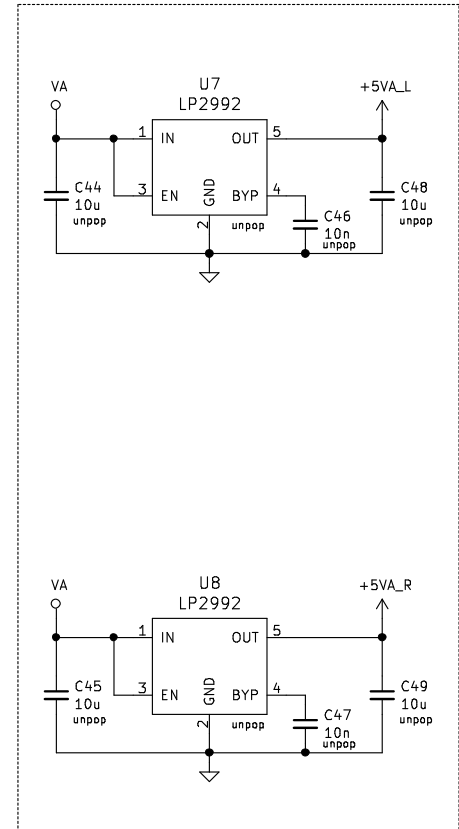 U7
LP2992
VA
+5VA_L
1 IN OUT 5
C44
10u
unpop
3 EN GND BYP 4
2
unpop
C46
10n
unpop
C48
10u
unpop
U8
LP2992
VA
+5VA_R
1 IN OUT 5
C45
10u
unpop
3 EN GND BYP 4
2
unpop
C47
10n
unpop
C49
10u
unpop